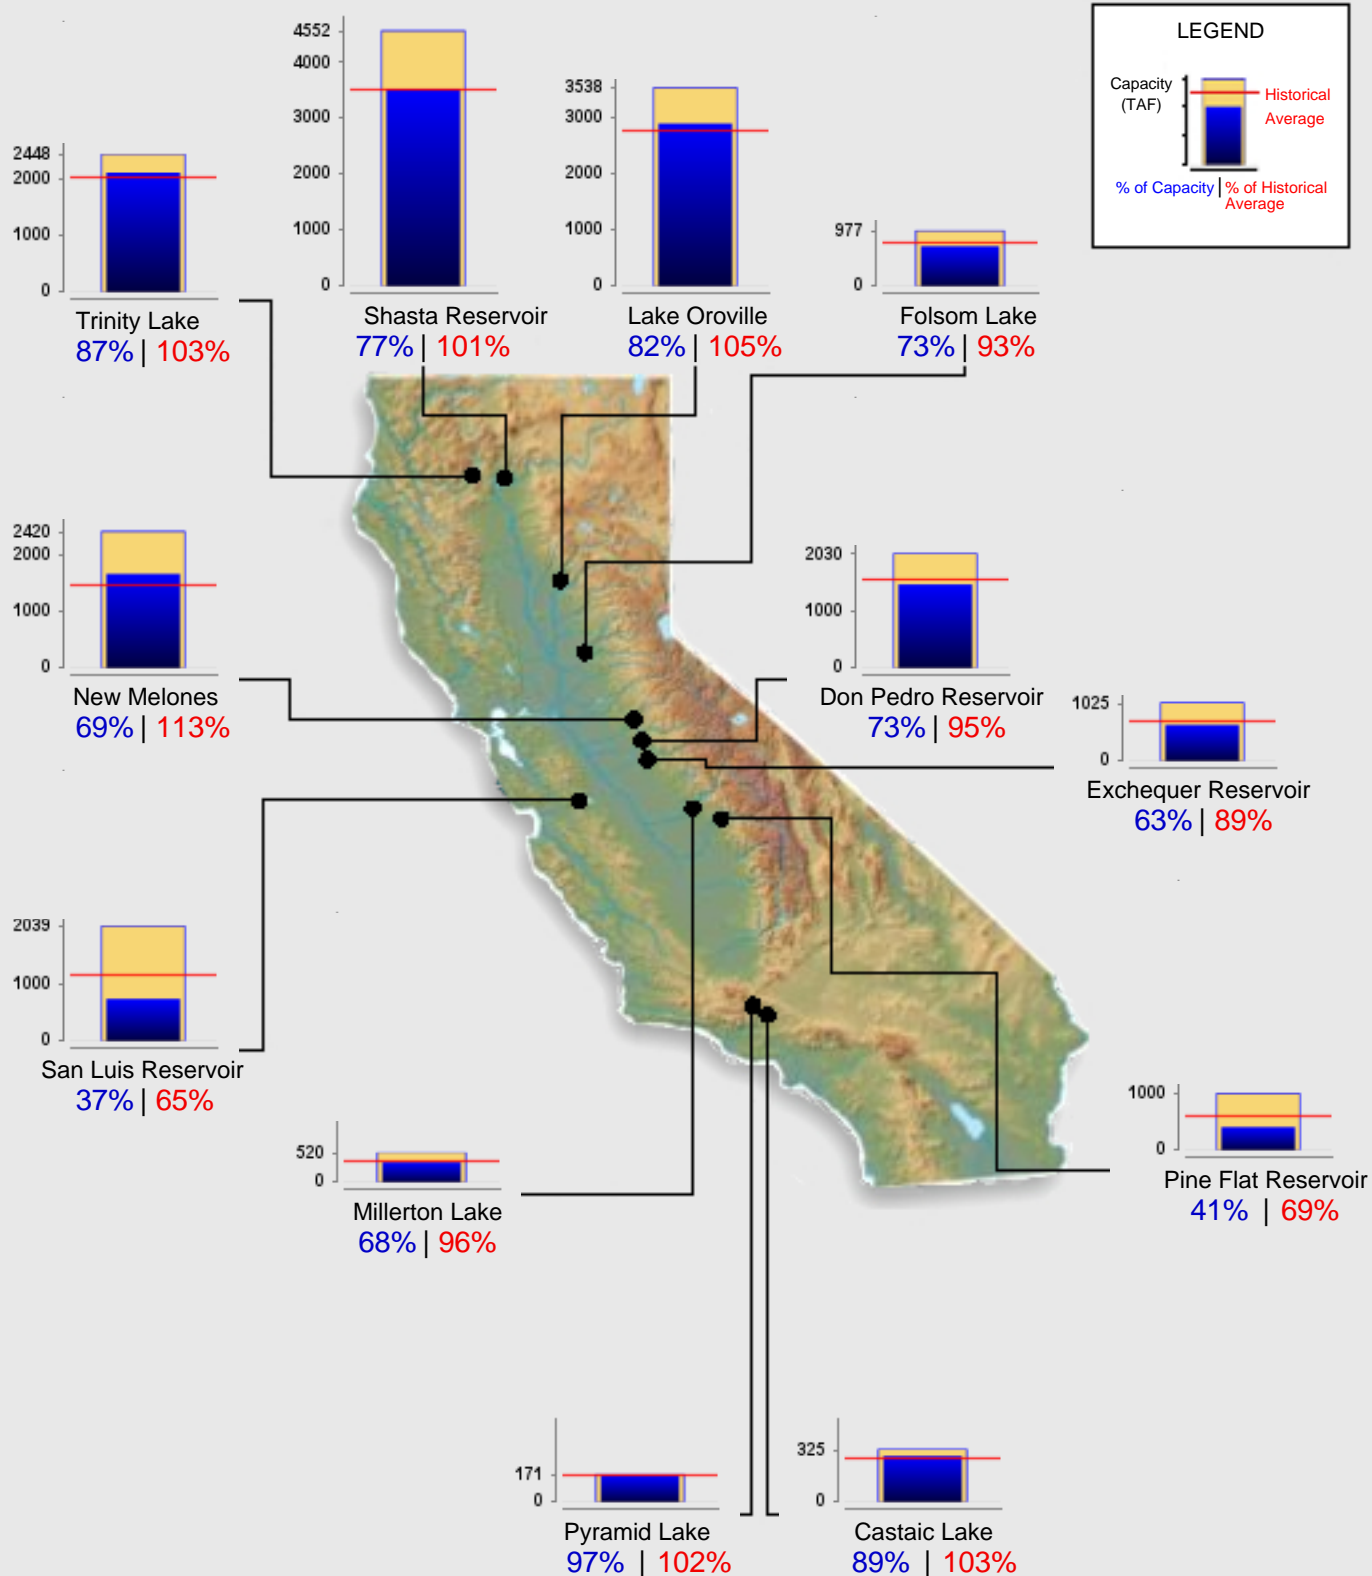 LEGEND
Capacity
(TAF)
Historical
Average
% of Capacity | % of Historical
Average
4552
4000
3000
2000
1000
0
Shasta Reservoir
77% | 101%
3538
3000
2000
1000
0
Lake Oroville
82% | 105%
2448
2000
1000
0
Trinity Lake
87% | 103%
977
0
Folsom Lake
73% | 93%
2420
2000
1000
0
New Melones
69% | 113%
2030
1000
0
Don Pedro Reservoir
73% | 95%
1025
0
Exchequer Reservoir
63% | 89%
2039
1000
0
San Luis Reservoir
37% | 65%
520
0
Millerton Lake
68% | 96%
1000
0
Pine Flat Reservoir
41% | 69%
171
0
Pyramid Lake
97% | 102%
325
0
Castaic Lake
89% | 103%